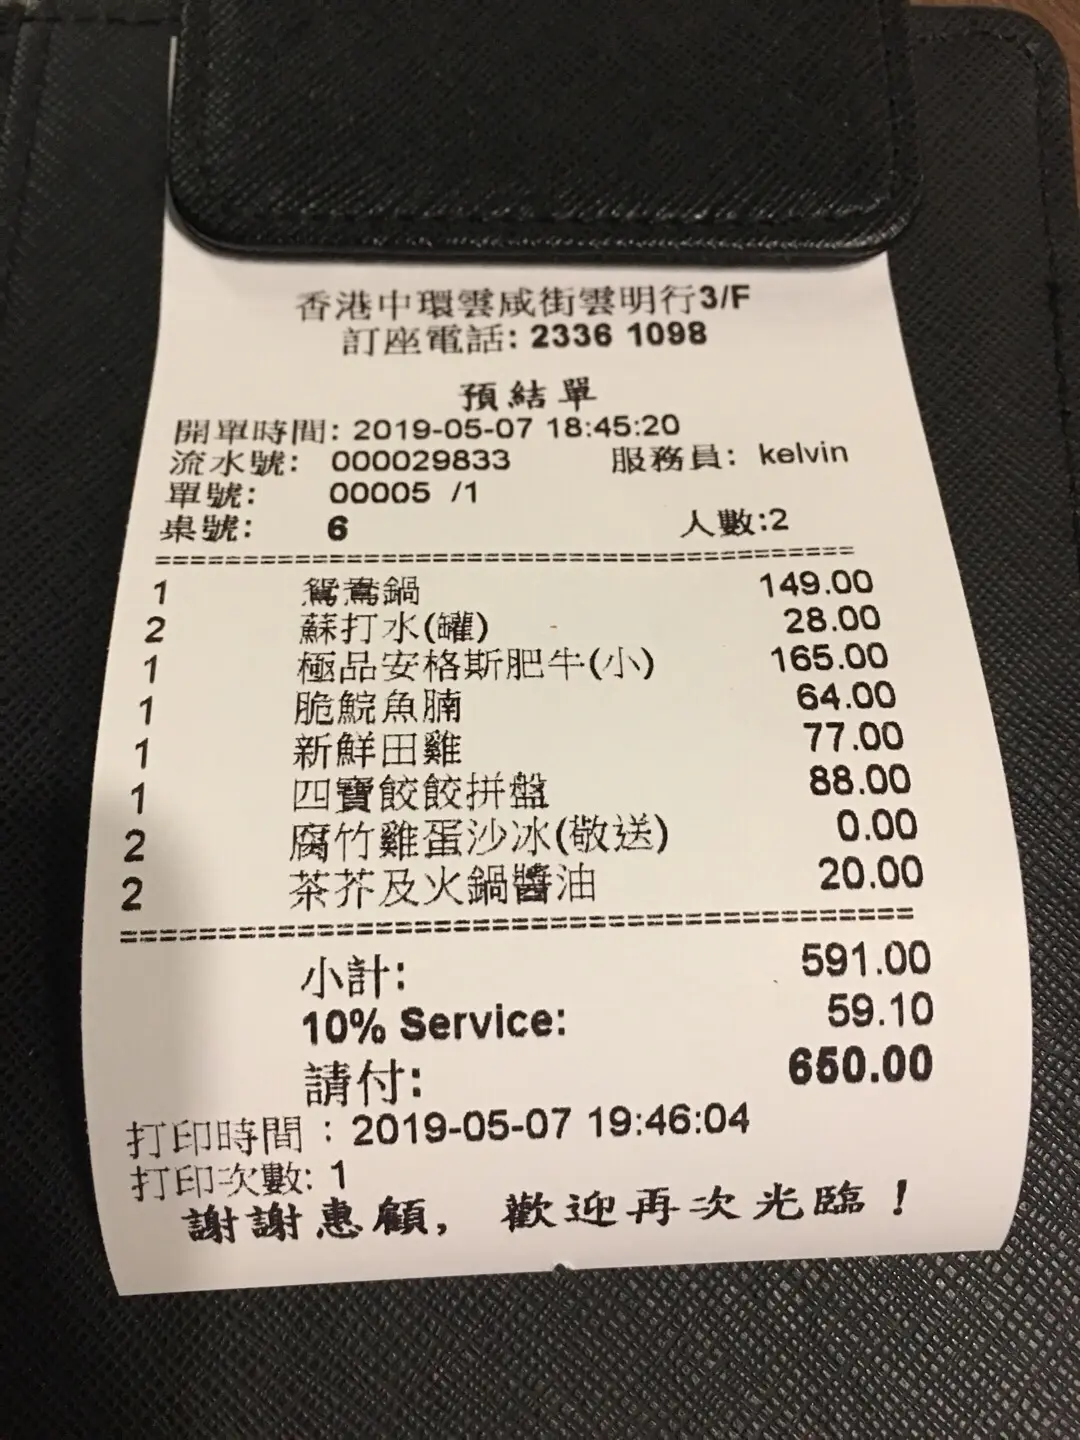 香港中環雲咸街雲明行3/F
訂座電話: 2336 1098
預結單
開單時間: 2019-05-07 18:45:20
流水號: 000029833 服務員: kelvin
單號: 00005 /1
桌號: 6 人數:2
==========================================
1 鴛鴦鍋 149.00
2 蘇打水(罐) 28.00
1 極品安格斯肥牛(小) 165.00
1 脆鯇魚腩 64.00
1 新鮮田雞 77.00
1 四寶餃餃拼盤 88.00
2 腐竹雞蛋沙冰(敬送) 0.00
2 茶芥及火鍋醬油 20.00
==========================================
小計: 591.00
10% Service: 59.10
請付: 650.00
打印時間 : 2019-05-07 19:46:04
打印次數: 1
謝謝惠顧, 歡迎再次光臨!